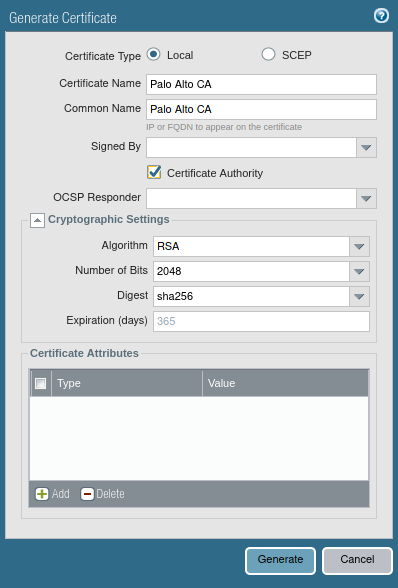 Generate Certificate
Certificate Type Local SCEP
Certificate Name Palo Alto CA
Common Name Palo Alto CA
IP or FQDN to appear on the certificate
Signed By
Certificate Authority
OCSP Responder
Cryptographic Settings
Algorithm RSA
Number of Bits 2048
Digest sha256
Expiration (days) 365
Certificate Attributes
Type Value
Add Delete
Generate Cancel